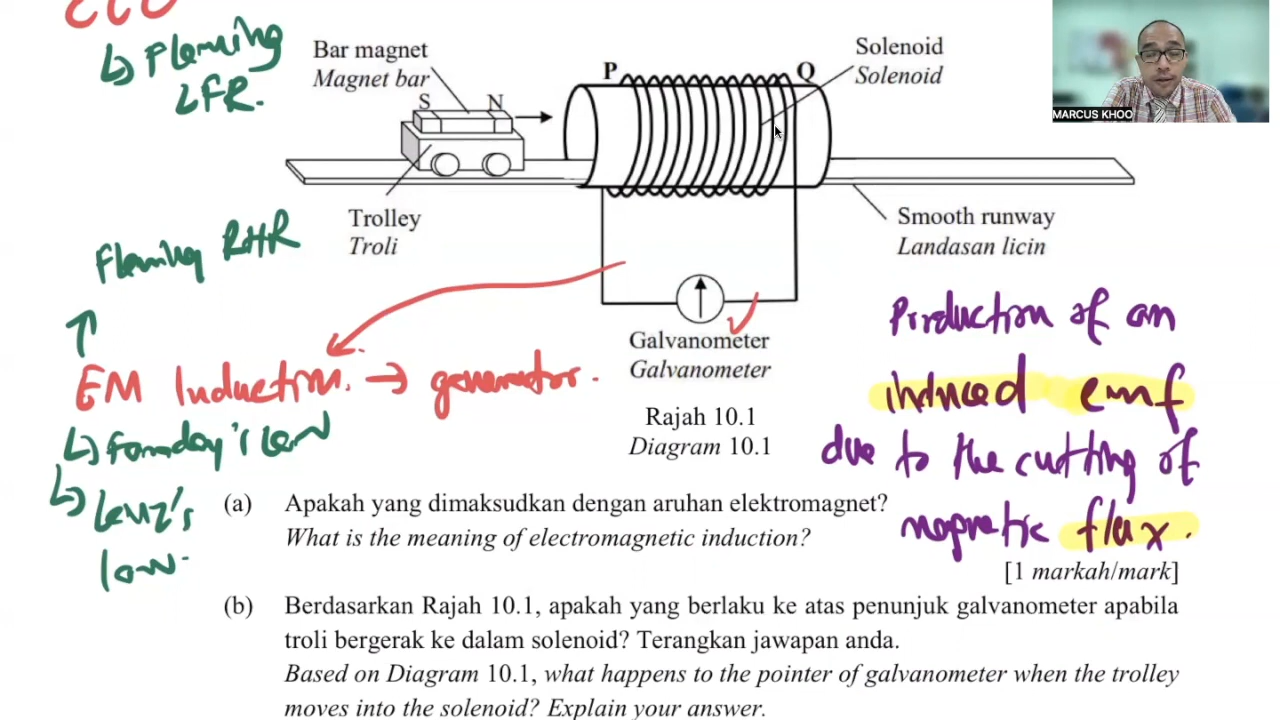 CCC
↳ Fleming
LFR.
Bar magnet
Magnet bar
S N
P
Q
Solenoid
Solenoid
MARCUS KHOO
Trolley
Troli
Smooth runway
Landasan licin
Fleming RHR
↑
EM Induction. → generator.
↳ Faraday's Law
↳ Lenz's
law.
Galvanometer
Galvanometer
Rajah 10.1
Diagram 10.1
Production of an
induced emf
due to the cutting of
magnetic flux.
(a) Apakah yang dimaksudkan dengan aruhan elektromagnet?
What is the meaning of electromagnetic induction?
[1 markah/mark]
(b) Berdasarkan Rajah 10.1, apakah yang berlaku ke atas penunjuk galvanometer apabila
troli bergerak ke dalam solenoid? Terangkan jawapan anda.
Based on Diagram 10.1, what happens to the pointer of galvanometer when the trolley
moves into the solenoid? Explain your answer.